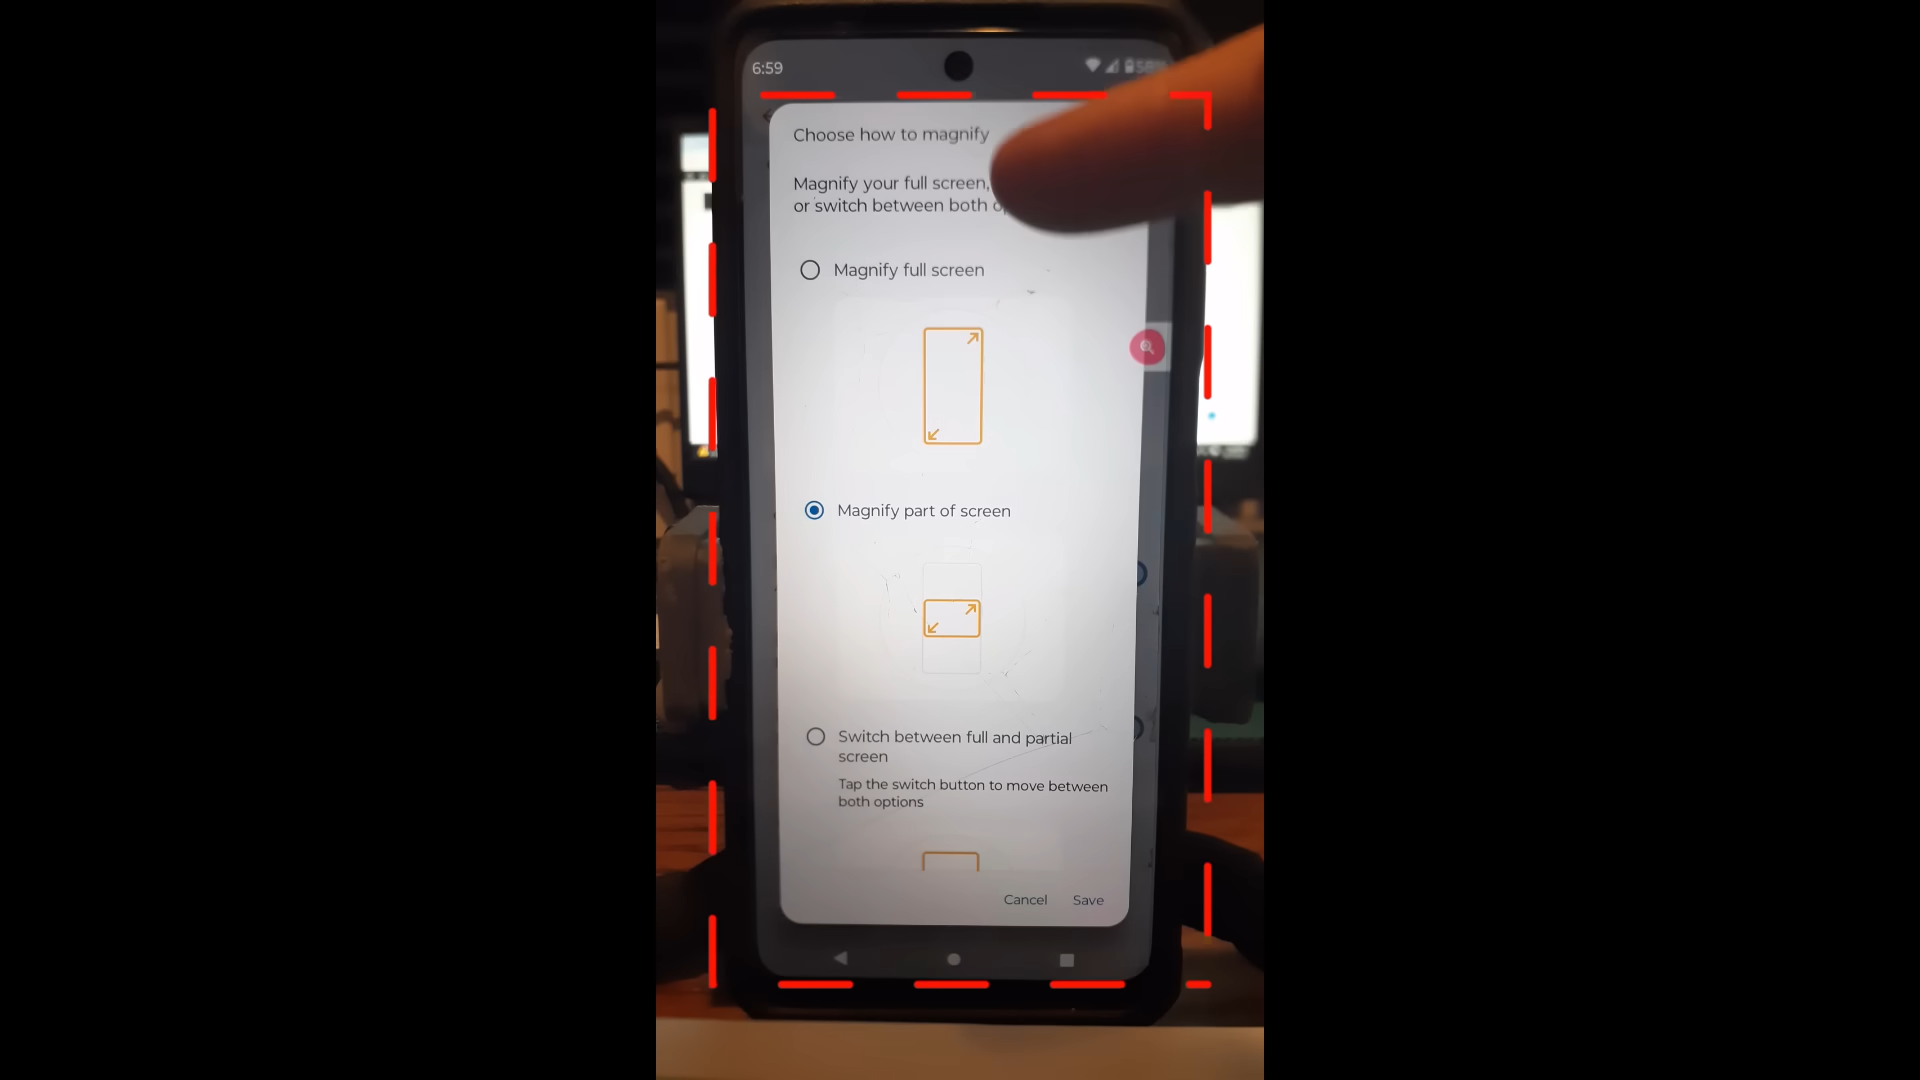 6:59
Choose how to magnify
Magnify your full screen,
or switch between both
Magnify full screen
Magnify part of screen
Switch between full and partial
screen
Tap the switch button to move between
both options
Cancel
Save